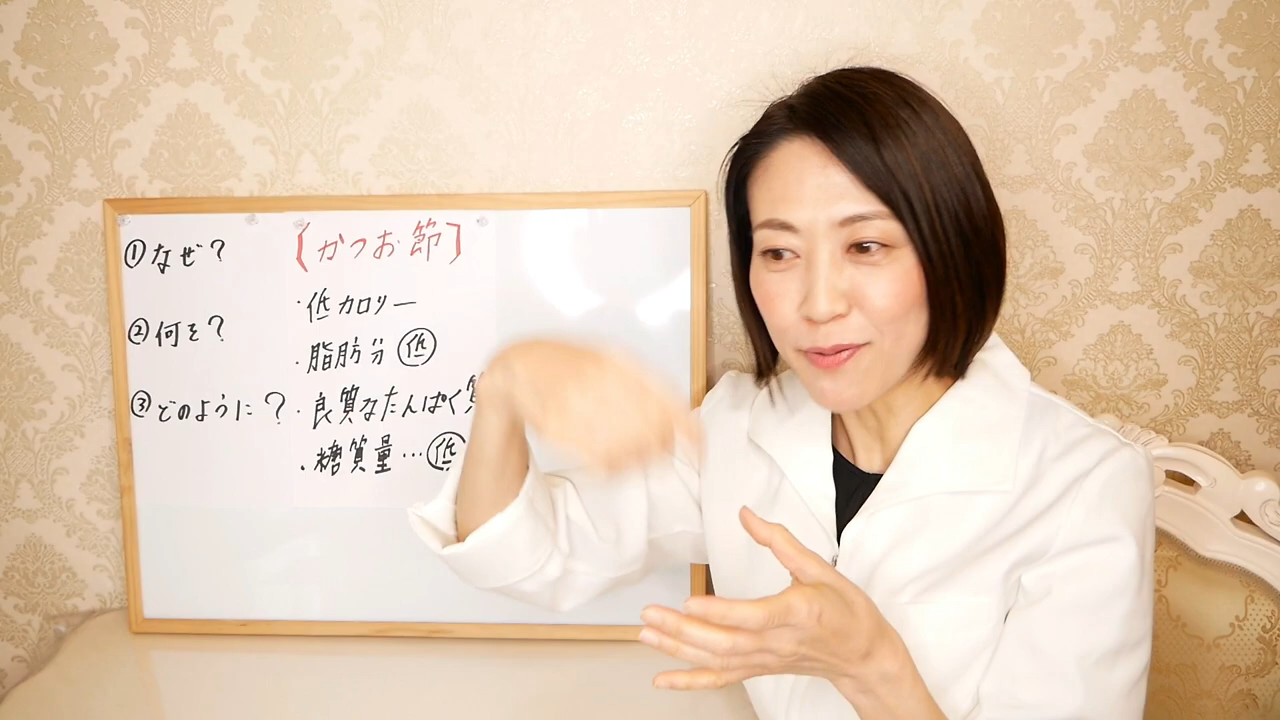 ①なぜ?
②何を?
③どのように?
【かつお節】
・低カロリー
・脂肪分 低
・良質なたんぱく質
・糖質量…低